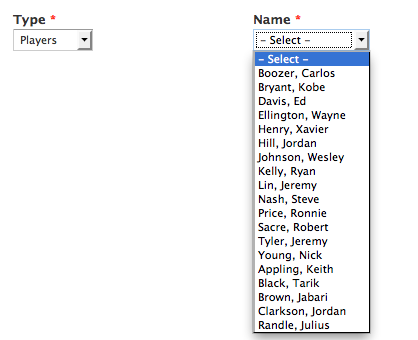 Type *
Name *
Players
- Select -
- Select -
Boozer, Carlos
Bryant, Kobe
Davis, Ed
Ellington, Wayne
Henry, Xavier
Hill, Jordan
Johnson, Wesley
Kelly, Ryan
Lin, Jeremy
Nash, Steve
Price, Ronnie
Sacre, Robert
Tyler, Jeremy
Young, Nick
Appling, Keith
Black, Tarik
Brown, Jabari
Clarkson, Jordan
Randle, Julius